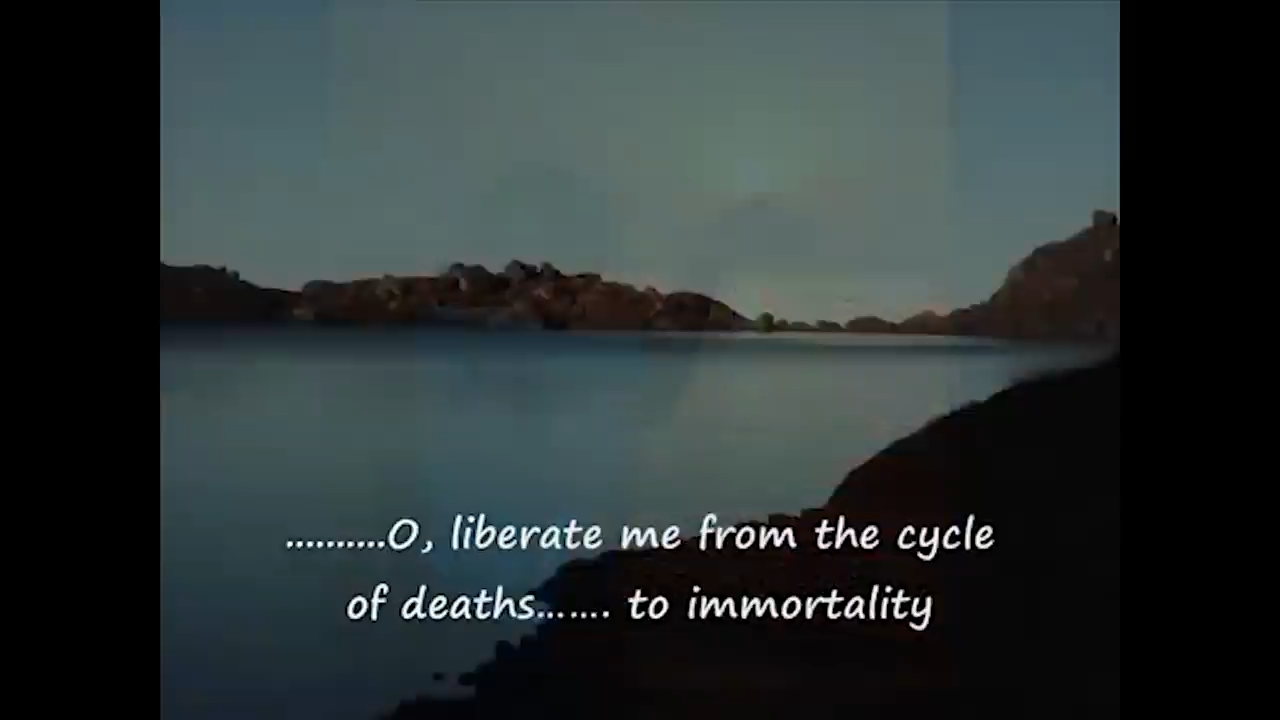 ..........O, liberate me from the cycle
of deaths....... to immortality